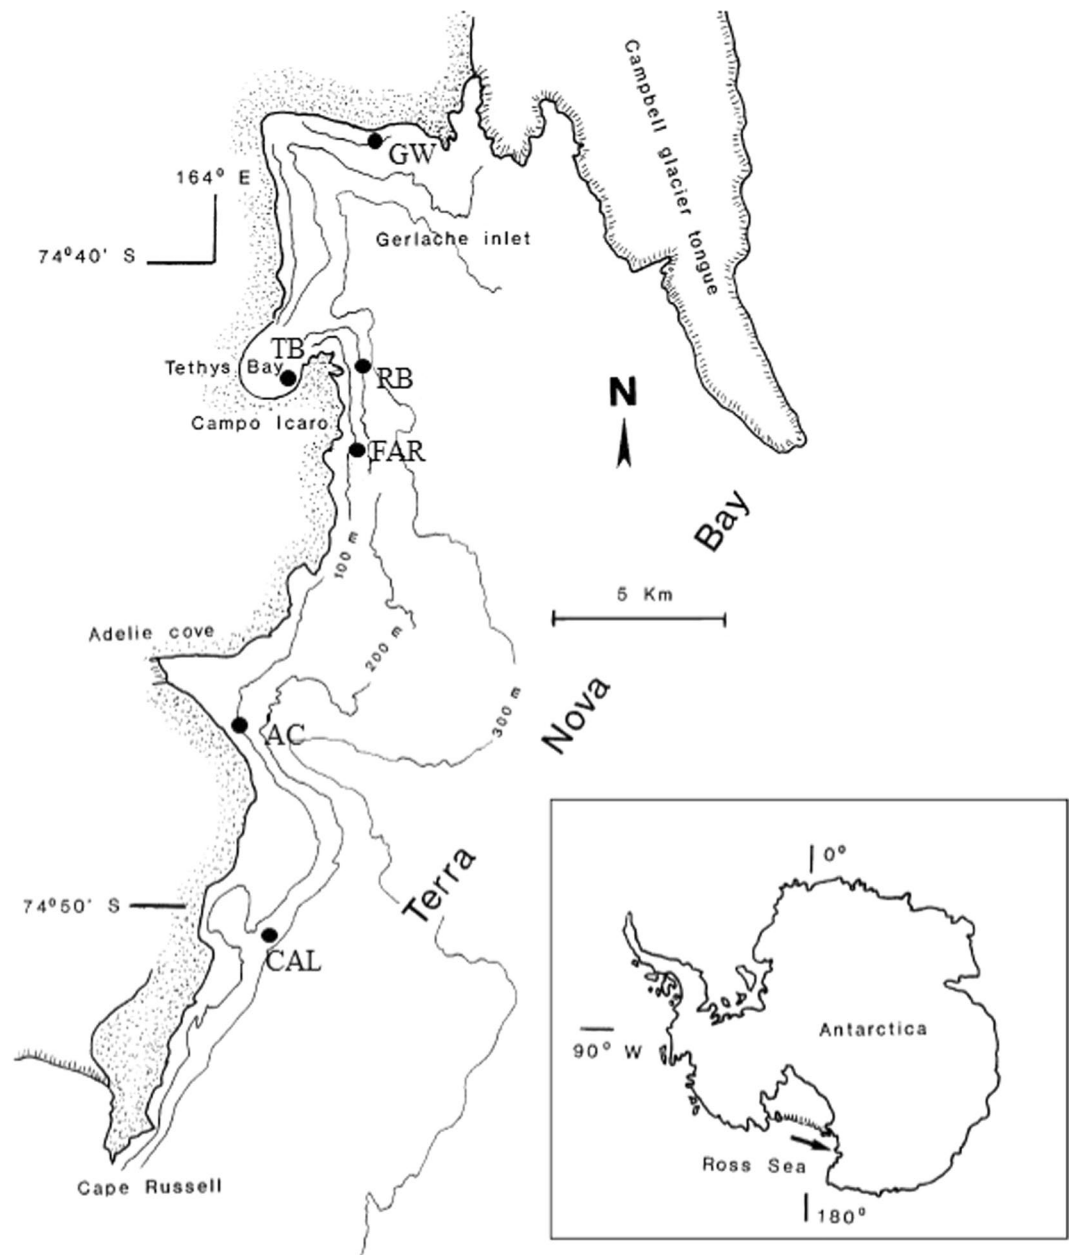 Campbell glacier tongue
GW
164° E
Gerlache inlet
74°40' S
TB
Tethys Bay
RB
N
Campo Icaro
FAR
Bay
100 m
5 Km
Adelie cove
200 m
Nova
300 m
AC
Terra
0°
74°50' S
CAL
Antarctica
90° W
Ross Sea
Cape Russell
180°